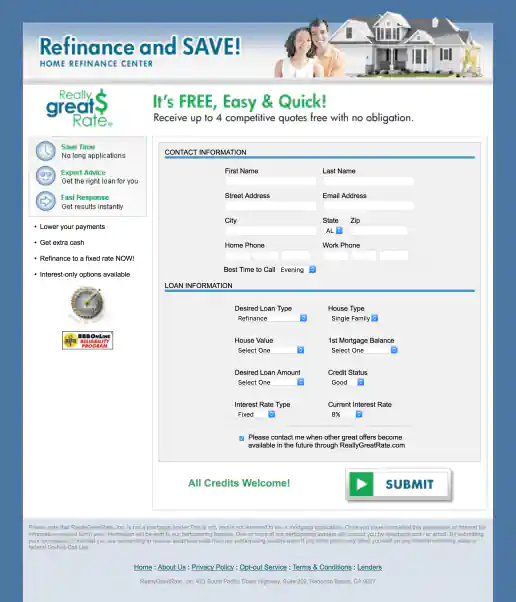 Refinance and SAVE!
HOME REFINANCE CENTER
Really
great$
Rate
It's FREE, Easy & Quick!
Receive up to 4 competitive quotes free with no obligation.
Save Time
No long applications
Expert Advice
Get the right loan for you
Fast Response
Get results instantly
• Lower your payments
• Get extra cash
• Refinance to a fixed rate NOW!
• Interest-only options available
BBB ONLINE
RELIABILITY
PROGRAM
CONTACT INFORMATION
First Name Last Name
Street Address Email Address
City State Zip
AL
Home Phone Work Phone
Best Time to Call Evening
LOAN INFORMATION
Desired Loan Type House Type
Refinance Single Family
House Value 1st Mortgage Balance
Select One Select One
Desired Loan Amount Credit Status
Select One Good
Interest Rate Type Current Interest Rate
Fixed 8%
Please contact me when other great offers become
available in the future through ReallyGreatRate.com
All Credits Welcome!
SUBMIT
Home : About Us : Privacy Policy : Opt-out Service : Terms & Conditions : Lenders